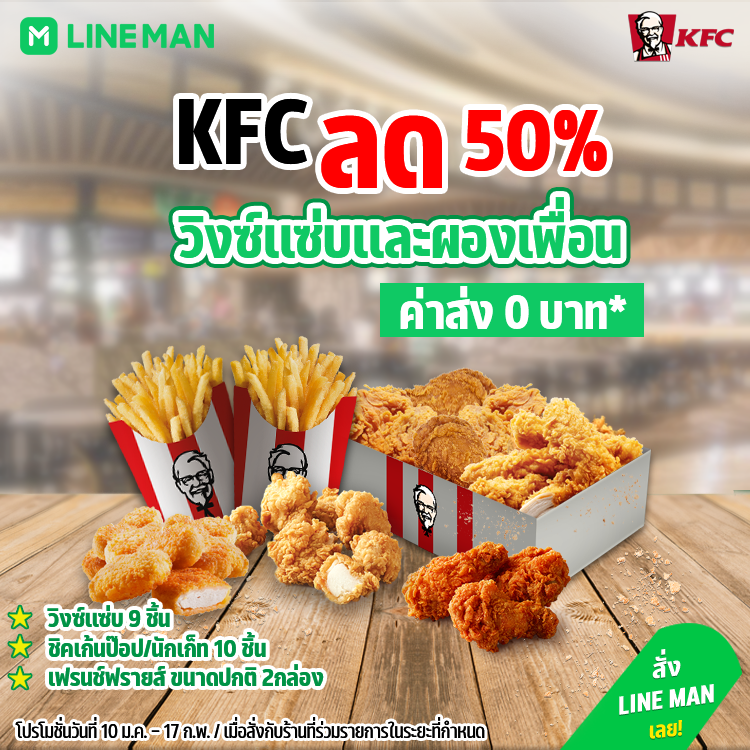 LINE MAN
KFC
KFC ลด 50%
วิงซ์แซ่บและผองเพื่อน
ค่าส่ง 0 บาท*
วิงซ์แซ่บ 9 ชิ้น
ชิคเก้นป๊อป/นักเก็ท 10 ชิ้น
เฟรนช์ฟรายส์ ขนาดปกติ 2กล่อง
สั่ง
LINE MAN
เลย!
โปรโมชั่นวันที่ 10 ม.ค. – 17 ก.พ. / เมื่อสั่งกับร้านที่ร่วมรายการในระยะที่กำหนด